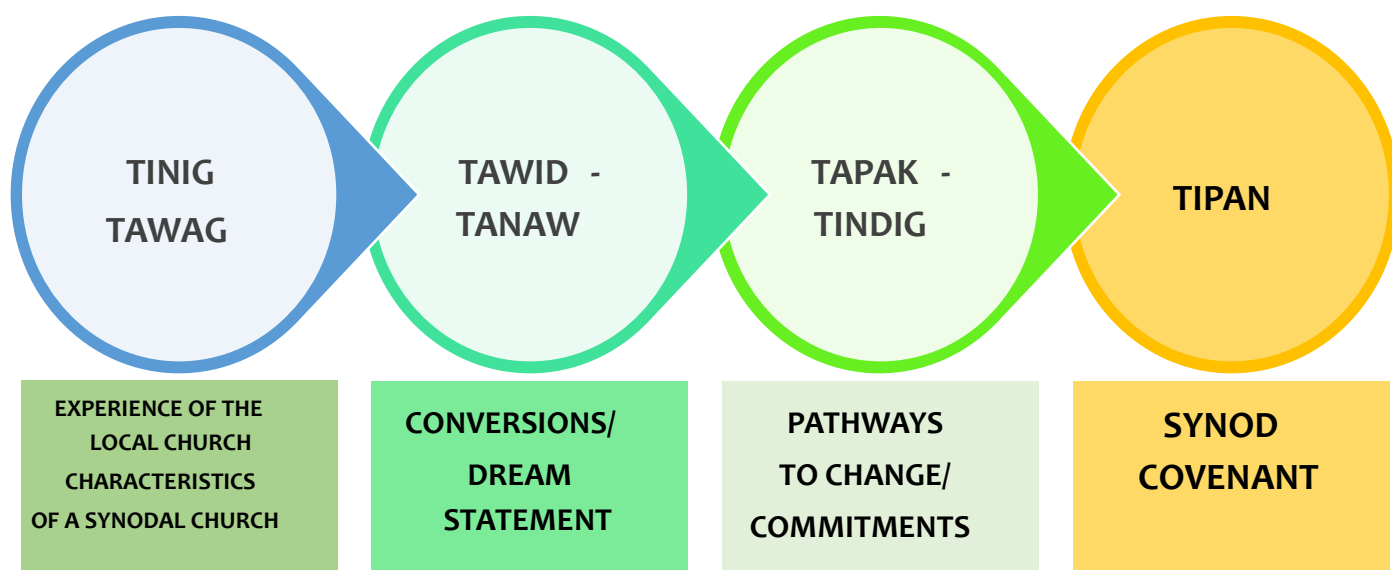 TINIG
TAWAG
TAWID -
TANAW
TAPAK -
TINDIG
TIPAN
EXPERIENCE OF THE
LOCAL CHURCH
CHARACTERISTICS
OF A SYNODAL CHURCH
CONVERSIONS/
DREAM
STATEMENT
PATHWAYS
TO CHANGE/
COMMITMENTS
SYNOD
COVENANT